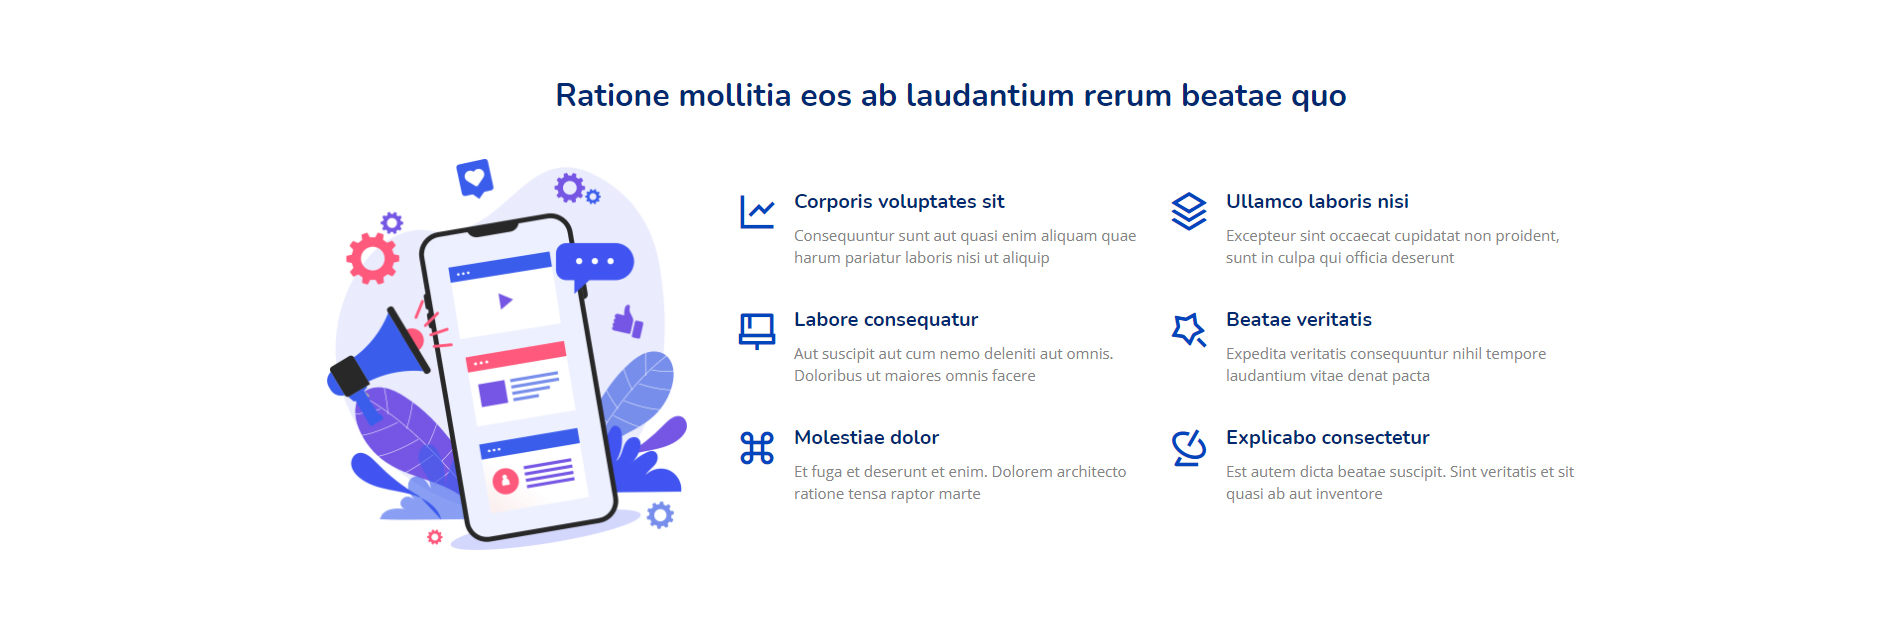 Ratione mollitia eos ab laudantium rerum beatae quo
Corporis voluptates sit
Consequuntur sunt aut quasi enim aliquam quae
harum pariatur laboris nisi ut aliquip
Ullamco laboris nisi
Excepteur sint occaecat cupidatat non proident,
sunt in culpa qui officia deserunt
Labore consequatur
Aut suscipit aut cum nemo deleniti aut omnis.
Doloribus ut maiores omnis facere
Beatae veritatis
Expedita veritatis consequuntur nihil tempore
laudantium vitae denat pacta
Molestiae dolor
Et fuga et deserunt et enim. Dolorem architecto
ratione tensa raptor marte
Explicabo consectetur
Est autem dicta beatae suscipit. Sint veritatis et sit
quasi ab aut inventore